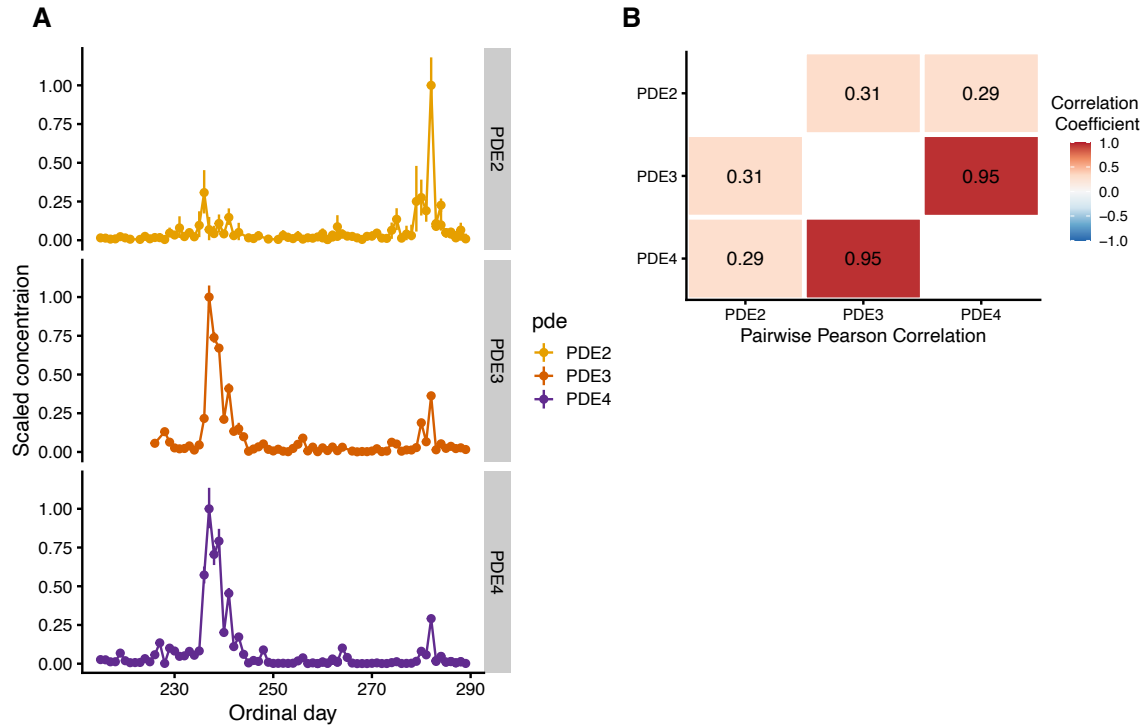 A
1.00
0.75
0.50
0.25
0.00
PDE2
1.00
0.75
0.50
0.25
0.00
PDE3
1.00
0.75
0.50
0.25
0.00
PDE4
Scaled concentraion
230
250
270
290
Ordinal day
pde
PDE2
PDE3
PDE4
B
PDE2
0.31
0.29
PDE3
0.31
0.95
PDE4
0.29
0.95
PDE2
PDE3
PDE4
Pairwise Pearson Correlation
Correlation
Coefficient
1.0
0.5
0.0
−0.5
−1.0